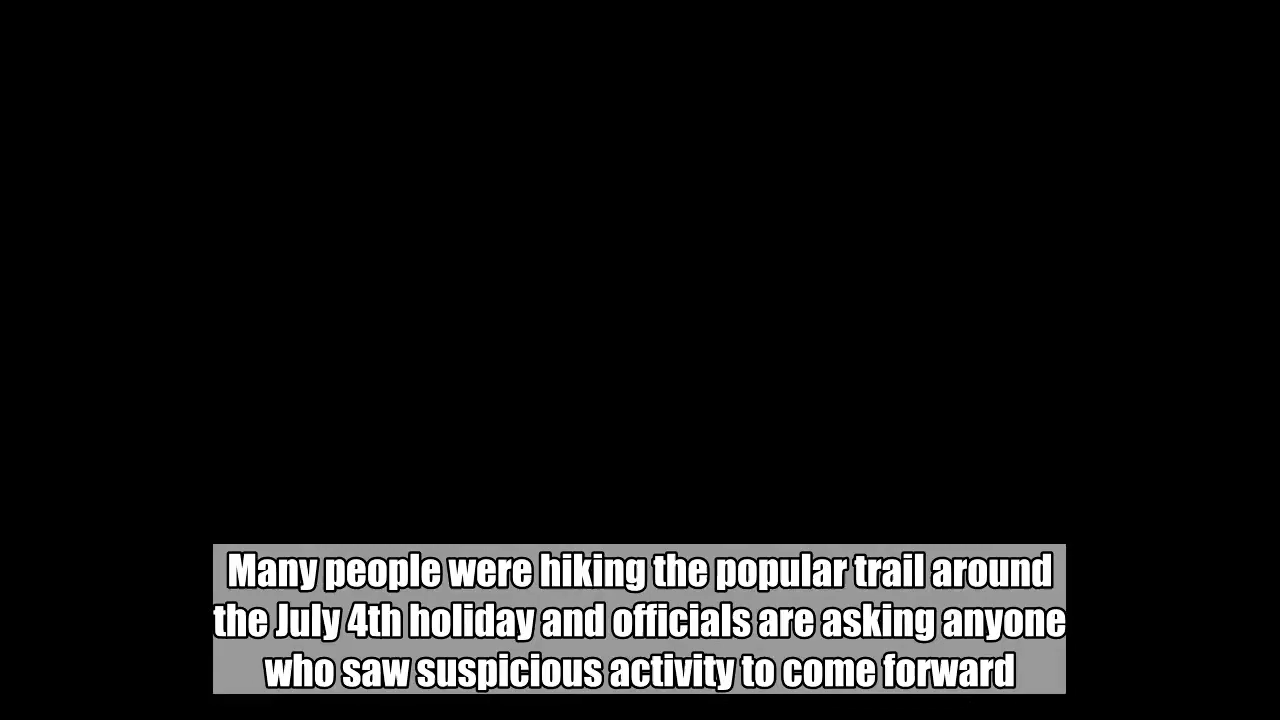 Many people were hiking the popular trail around
the July 4th holiday and officials are asking anyone
who saw suspicious activity to come forward